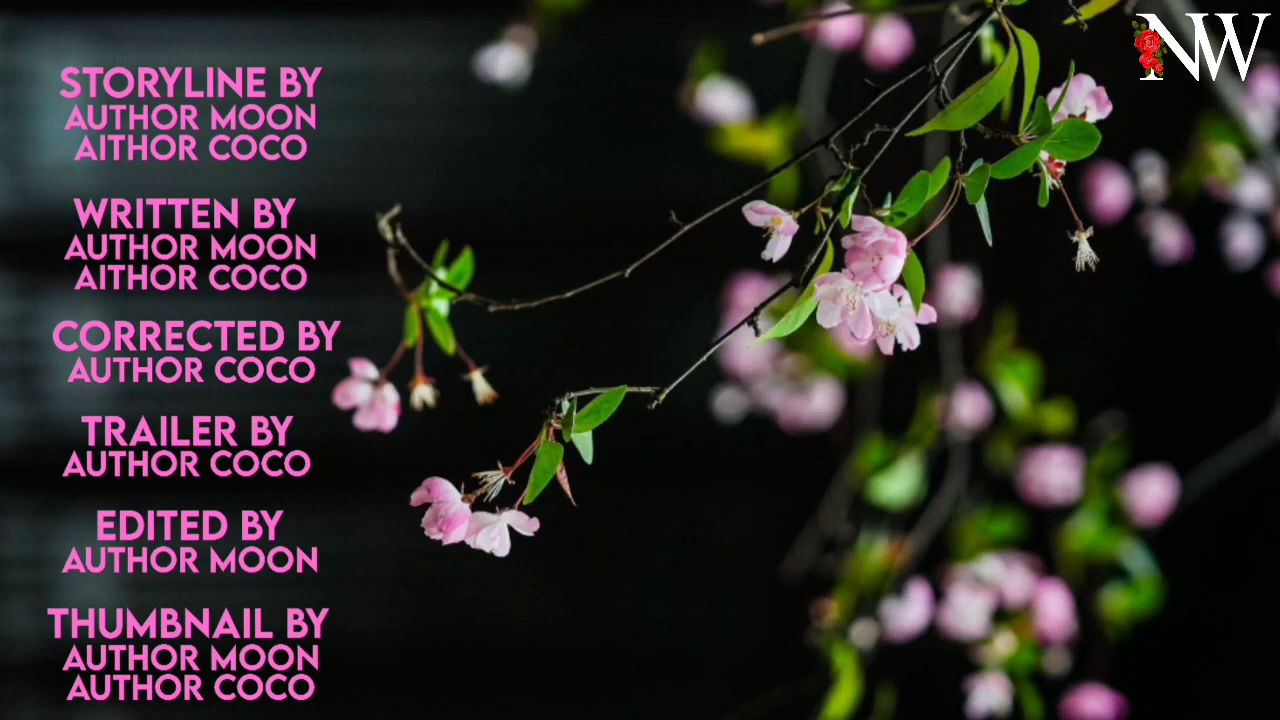 STORYLINE BY
AUTHOR MOON
AITHOR COCO
WRITTEN BY
AUTHOR MOON
AITHOR COCO
CORRECTED BY
AUTHOR COCO
TRAILER BY
AUTHOR COCO
EDITED BY
AUTHOR MOON
THUMBNAIL BY
AUTHOR MOON
AUTHOR COCO
NW